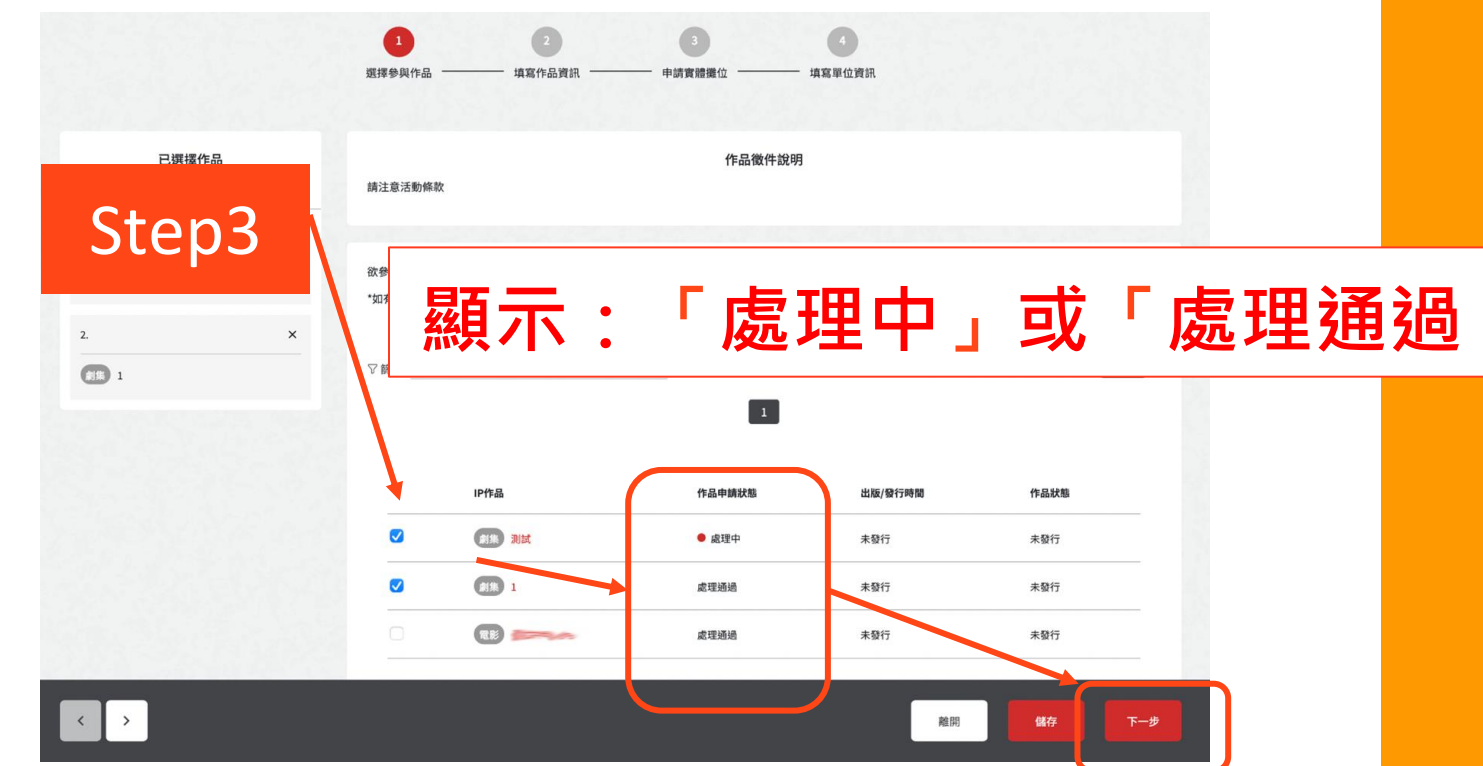 1
2
3
4
選擇參與作品
填寫作品資訊
申請實體攤位
填寫單位資訊
已選擇作品
作品徵件說明
請注意活動條款
Step3
欲參
*如有
顯示：「處理中」或「處理通過
2. ×
劇集 1
1
IP作品 作品申請狀態 出版/發行時間 作品狀態
劇集 測試 處理中 未發行 未發行
劇集 1 處理通過 未發行 未發行
電影 處理通過 未發行 未發行
離開 儲存 下一步